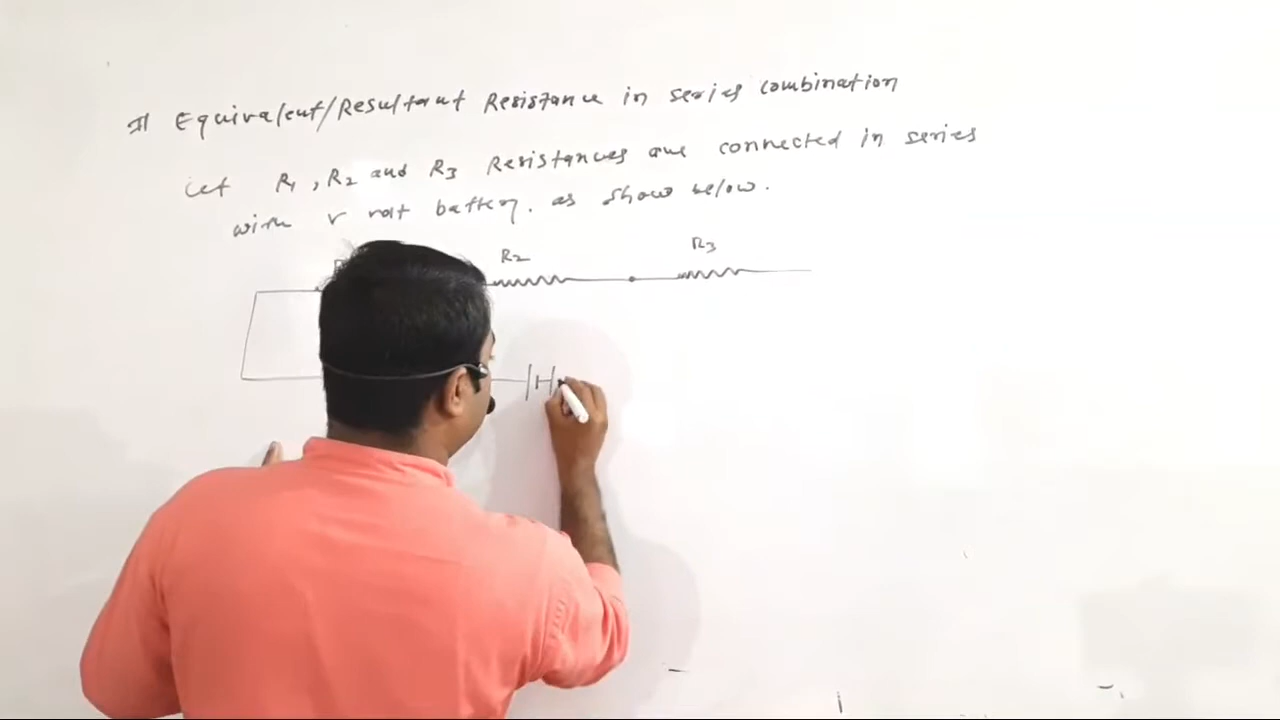 II Equivalent/Resultant Resistance in series combination
Let R1, R2 and R3 Resistances are connected in series
with V volt battery. as show below.
R2 R3